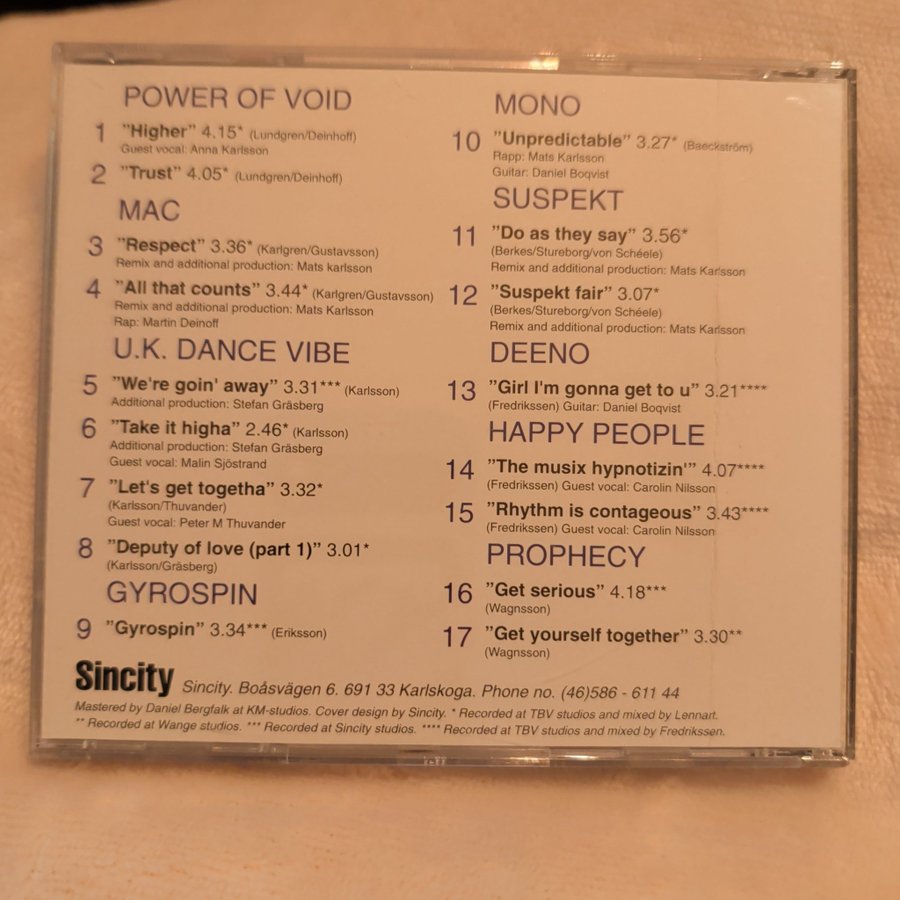 POWER OF VOID
1 ”Higher” 4.15* (Lundgren/Deinhoff)
Guest vocal: Anna Karlsson
2 ”Trust” 4.05* (Lundgren/Deinhoff)
MAC
3 ”Respect” 3.36* (Karlgren/Gustavsson)
Remix and additional production: Mats karlsson
4 ”All that counts” 3.44* (Karlgren/Gustavsson)
Remix and additional production: Mats Karlsson
Rap: Martin Deinoff
U.K. DANCE VIBE
5 ”We're goin' away” 3.31*** (Karlsson)
Additional production: Stefan Gräsberg
6 ”Take it higha” 2.46* (Karlsson)
Additional production: Stefan Gräsberg
Guest vocal: Malin Sjöstrand
7 ”Let's get togetha” 3.32*
(Karlsson/Thuvander)
Guest vocal: Peter M Thuvander
8 ”Deputy of love (part 1)” 3.01*
(Karlsson/Gräsberg)
GYROSPIN
9 ”Gyrospin” 3.34*** (Eriksson)
MONO
10 ”Unpredictable” 3.27* (Baeckström)
Rapp: Mats Karlsson
Guitar: Daniel Boqvist
SUSPEKT
11 ”Do as they say” 3.56*
(Berkes/Stureborg/von Schéele)
Remix and additional production: Mats Karlsson
12 ”Suspekt fair” 3.07*
(Berkes/Stureborg/von Schéele)
Remix and additional production: Mats Karlsson
DEENO
13 ”Girl I'm gonna get to u” 3.21****
(Fredrikssen) Guitar: Daniel Boqvist
HAPPY PEOPLE
14 ”The musix hypnotizin'” 4.07****
(Fredrikssen) Guest vocal: Carolin Nilsson
15 ”Rhythm is contageous” 3.43****
(Fredrikssen) Guest vocal: Carolin Nilsson
PROPHECY
16 ”Get serious” 4.18***
(Wagnsson)
17 ”Get yourself together” 3.30**
(Wagnsson)
Sincity Sincity. Boåsvägen 6. 691 33 Karlskoga. Phone no. (46)586 - 611 44
Mastered by Daniel Bergfalk at KM-studios. Cover design by Sincity. * Recorded at TBV studios and mixed by Lennart.
** Recorded at Wange studios. *** Recorded at Sincity studios. **** Recorded at TBV studios and mixed by Fredrikssen.